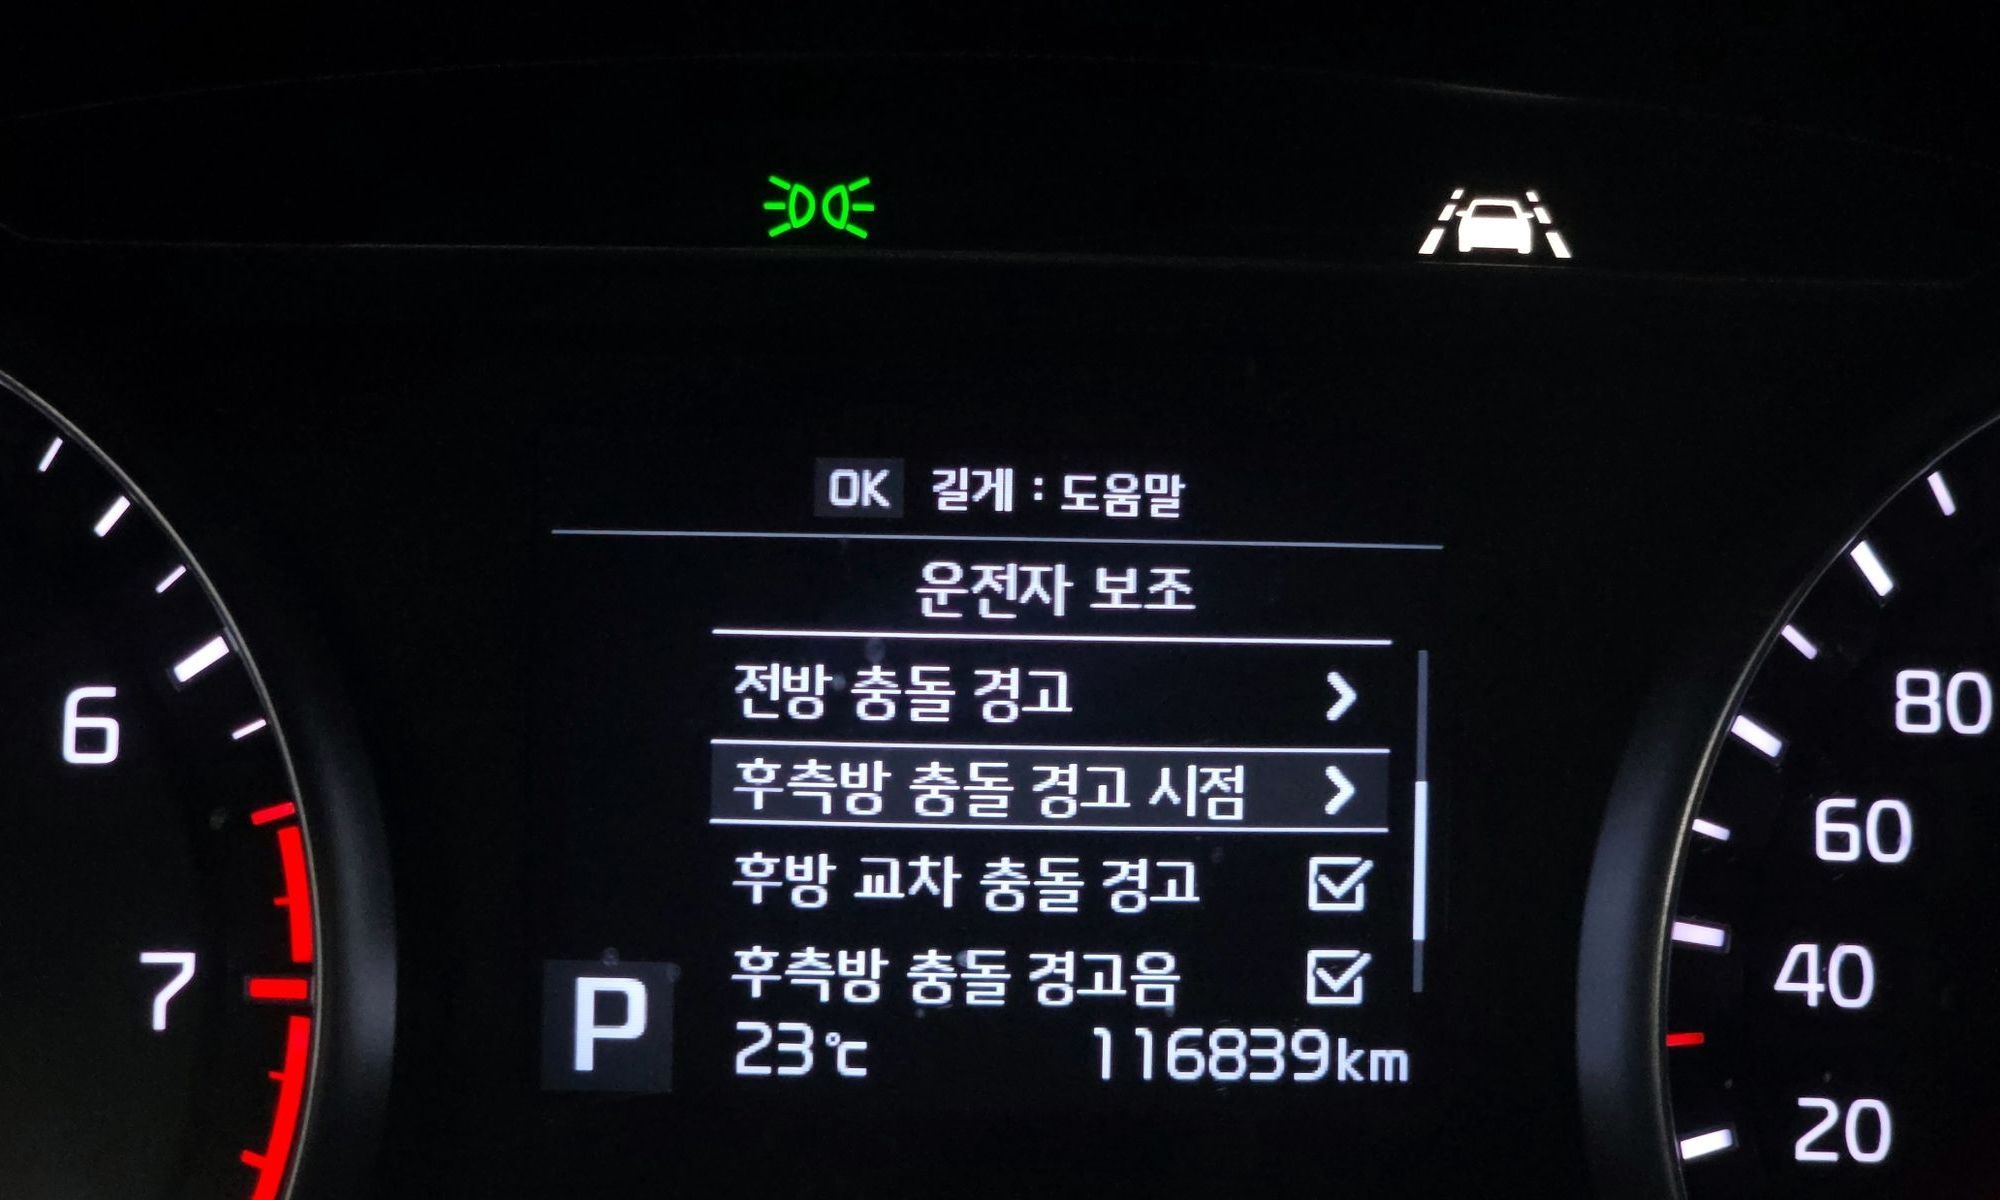 OK 길게 : 도움말
운전자 보조
전방 충돌 경고
후측방 충돌 경고 시점
후방 교차 충돌 경고
후측방 충돌 경고음
P
23℃ 116839km
6
7
80
60
40
20